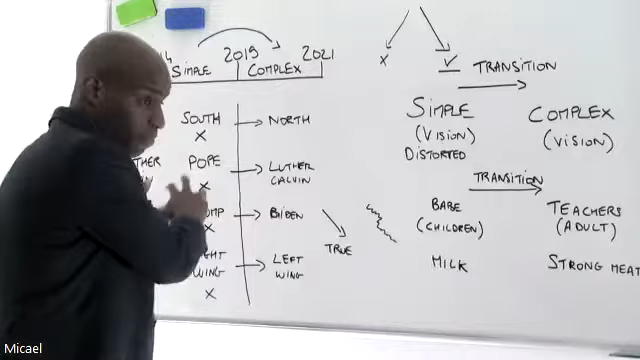 2019 2021
SIMPLE COMPLEX
SOUTH → NORTH
X
POPE → LUTHER
CALVIN
X
→ BIDEN
X
TRUE
→ LEFT
WING
X
X ✓ TRANSITION
SIMPLE COMPLEX
(VISION) (VISION)
DISTORTED
TRANSITION
BABE TEACHERS
(CHILDREN) (ADULT)
MILK STRONG MEAT
Micael